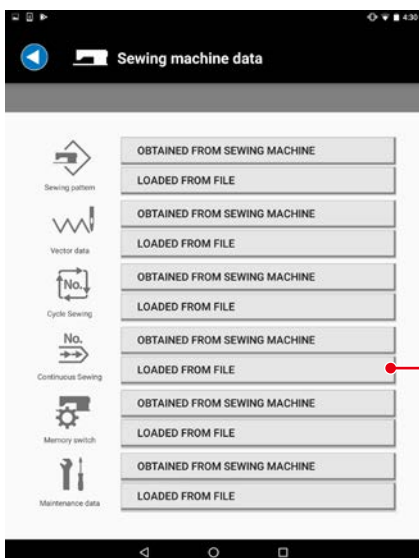 4:30
Sewing machine data
OBTAINED FROM SEWING MACHINE
Sewing pattern
LOADED FROM FILE
OBTAINED FROM SEWING MACHINE
Vector data
LOADED FROM FILE
No.
OBTAINED FROM SEWING MACHINE
Cycle Sewing
LOADED FROM FILE
No.
OBTAINED FROM SEWING MACHINE
Continuous Sewing
LOADED FROM FILE
OBTAINED FROM SEWING MACHINE
Memory switch
LOADED FROM FILE
OBTAINED FROM SEWING MACHINE
Maintenance data
LOADED FROM FILE